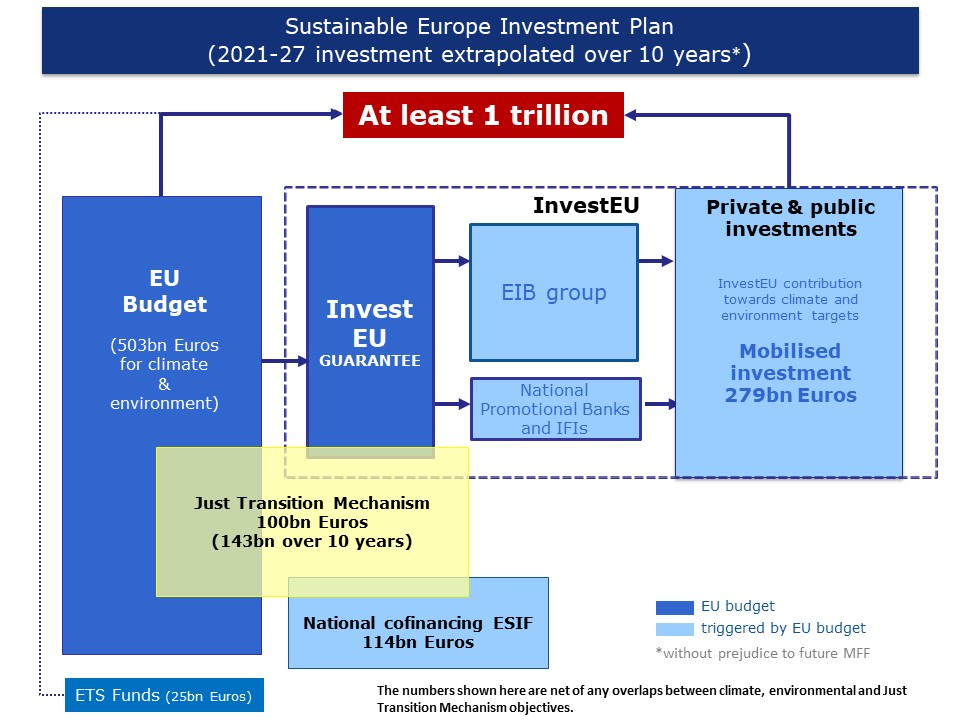 Sustainable Europe Investment Plan
(2021-27 investment extrapolated over 10 years*)
At least 1 trillion
InvestEU
EU
Budget
(503bn Euros
for climate
&
environment)
Invest
EU
GUARANTEE
EIB group
National
Promotional Banks
and IFIs
Private & public
investments
InvestEU contribution
towards climate and
environment targets
Mobilised
investment
279bn Euros
Just Transition Mechanism
100bn Euros
(143bn over 10 years)
National cofinancing ESIF
114bn Euros
EU budget
triggered by EU budget
*without prejudice to future MFF
ETS Funds (25bn Euros)
The numbers shown here are net of any overlaps between climate, environmental and Just
Transition Mechanism objectives.